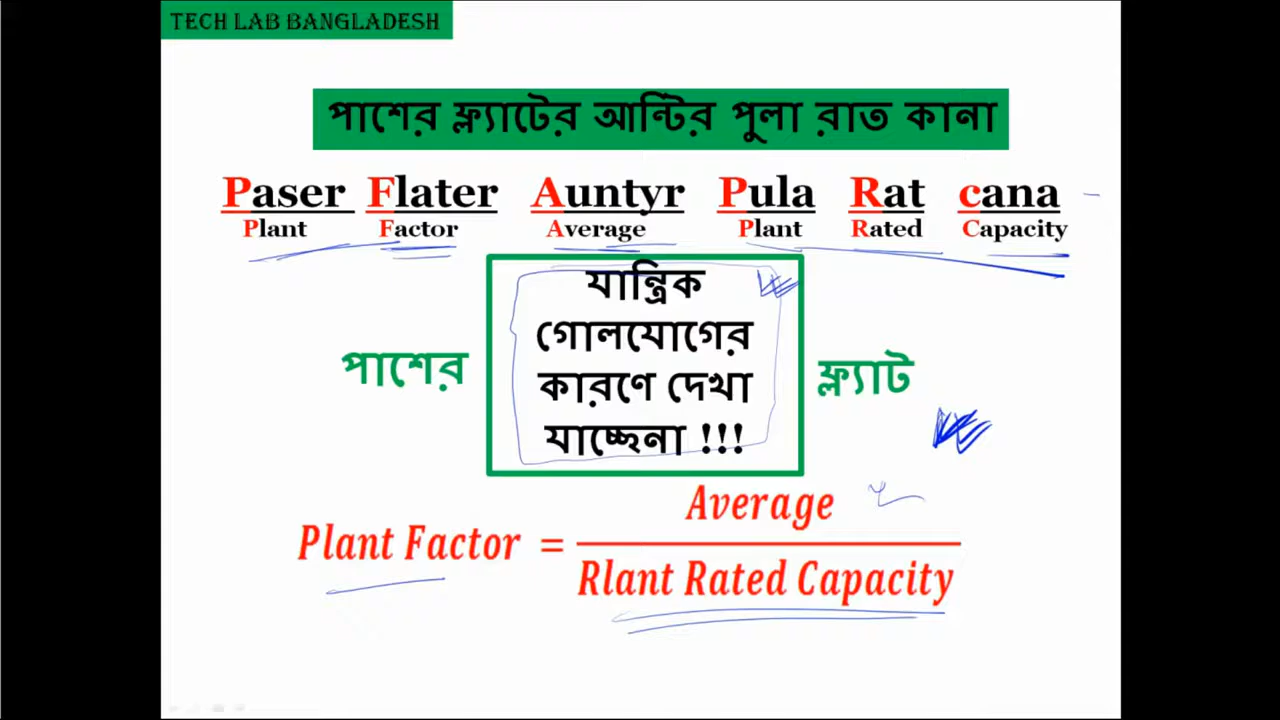 TECH LAB BANGLADESH
পাশের ফ্ল্যাটের আন্টির পুলা রাত কানা
Paser Flater Auntyr Pula Rat cana
Plant Factor Average Plant Rated Capacity
যান্ত্রিক
গোলযোগের
কারণে দেখা
যাচ্ছেনা !!!
পাশের
ফ্ল্যাট
Average
Plant Factor =
Rlant Rated Capacity